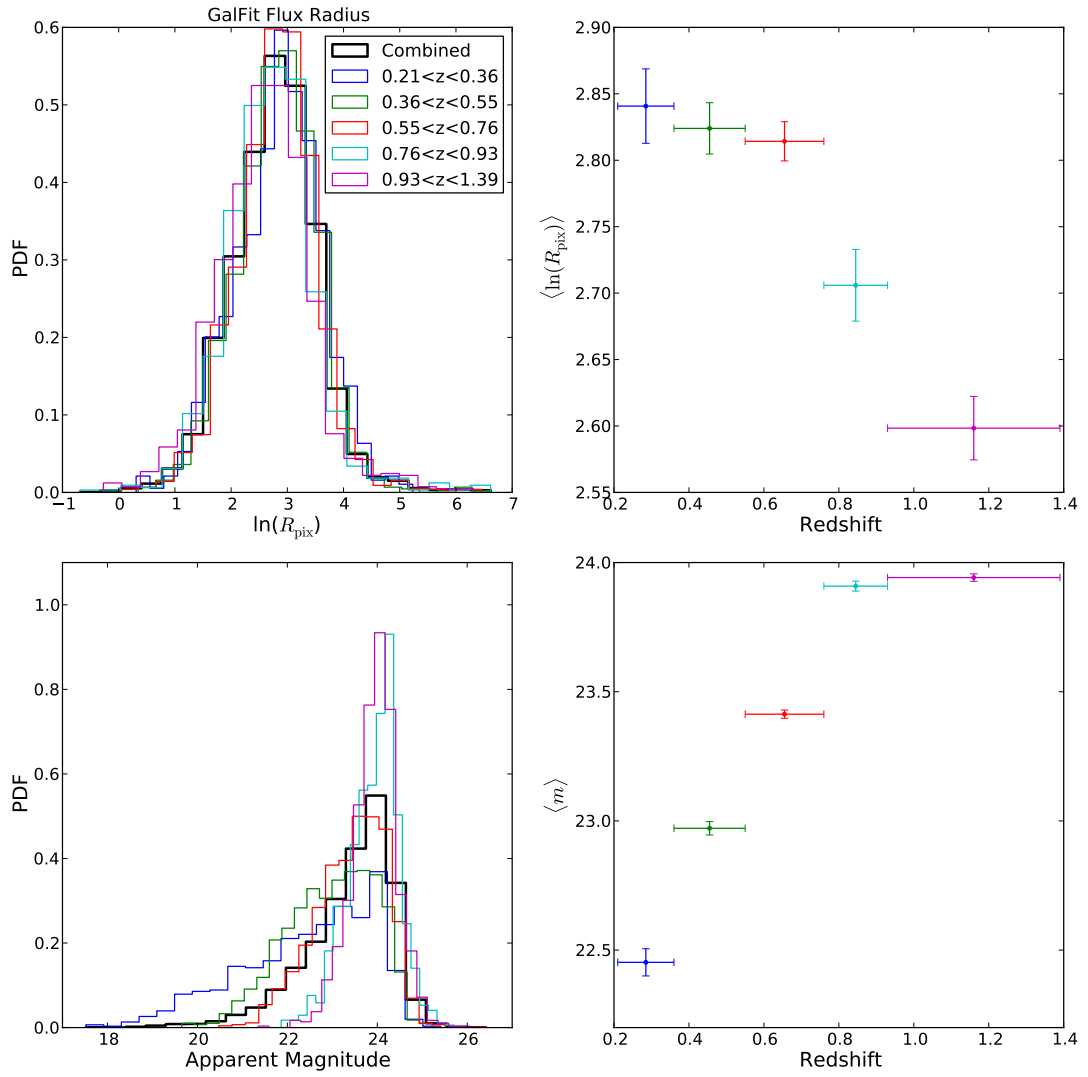 GalFit Flux Radius
0.6
0.5
0.4
0.3
0.2
0.1
0.0
PDF
Combined
0.21<z<0.36
0.36<z<0.55
0.55<z<0.76
0.76<z<0.93
0.93<z<1.39
−1 0 1 2 3 4 5 6 7
ln(R_pix)
2.90
2.85
2.80
2.75
2.70
2.65
2.60
2.55
⟨ln(R_pix)⟩
0.2 0.4 0.6 0.8 1.0 1.2 1.4
Redshift
1.0
0.8
0.6
0.4
0.2
0.0
PDF
18 20 22 24 26
Apparent Magnitude
24.0
23.5
23.0
22.5
⟨m⟩
0.2 0.4 0.6 0.8 1.0 1.2 1.4
Redshift